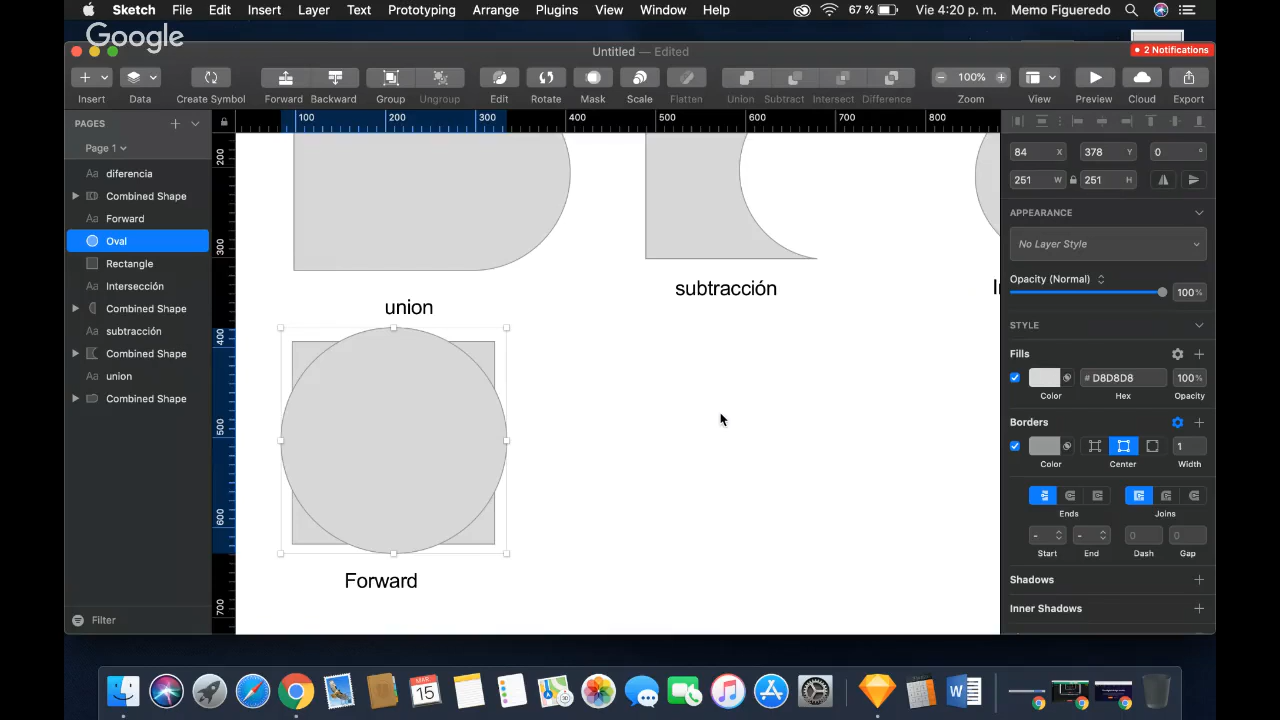 Sketch File Edit Insert Layer Text Prototyping Arrange Plugins View Window Help 67 % Vie 4:20 p. m. Memo Figueredo
Google
Untitled — Edited
2 Notifications
100%
Insert Data Create Symbol Forward Backward Group Ungroup Edit Rotate Mask Scale Flatten Union Subtract Intersect Difference Zoom View Preview Cloud Export
PAGES
Page 1
diferencia
Combined Shape
Forward
Oval
Rectangle
Intersección
Combined Shape
subtracción
Combined Shape
union
Combined Shape
Filter
100 200 300 400 500 600 700 800
200
300
400
500
600
700
union
subtracción
Forward
84 X 378 Y 0 °
251 W 251 H
APPEARANCE
No Layer Style
Opacity (Normal)
100%
STYLE
Fills
# D8D8D8 100%
Color Hex Opacity
Borders
1
Color Center Width
Ends Joins
- - 0 0
Start End Dash Gap
Shadows
Inner Shadows
MAR
15